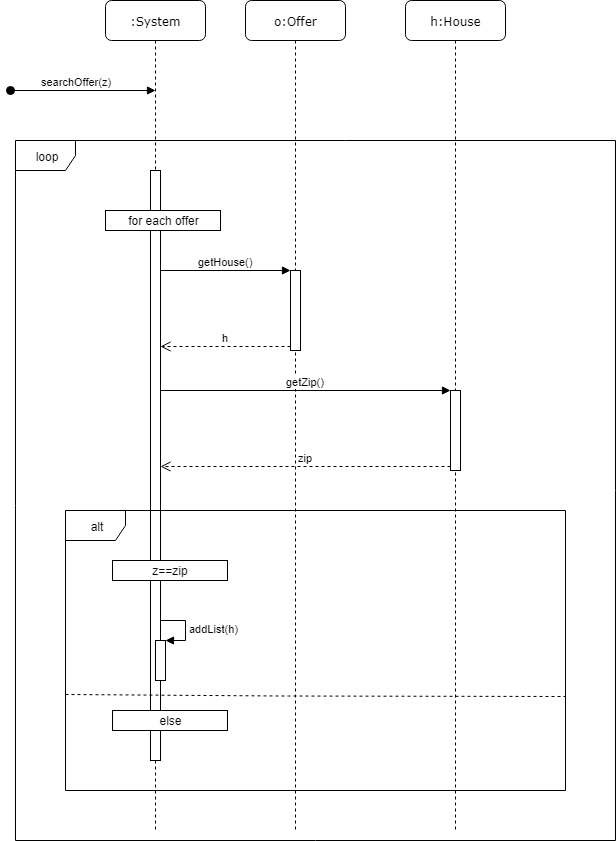 :System
o:Offer
h:House
searchOffer(z)
loop
for each offer
getHouse()
h
getZip()
zip
alt
z==zip
addList(h)
else